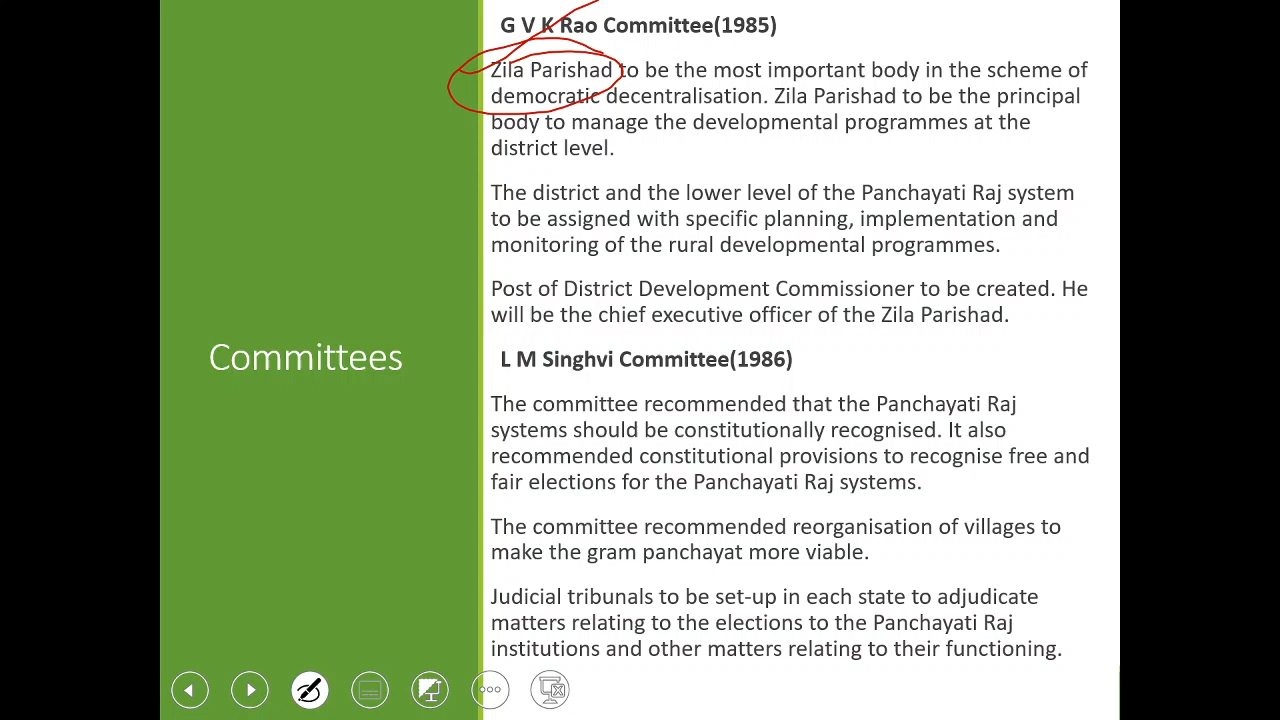 Committees
G V K Rao Committee(1985)
Zila Parishad to be the most important body in the scheme of
democratic decentralisation. Zila Parishad to be the principal
body to manage the developmental programmes at the
district level.
The district and the lower level of the Panchayati Raj system
to be assigned with specific planning, implementation and
monitoring of the rural developmental programmes.
Post of District Development Commissioner to be created. He
will be the chief executive officer of the Zila Parishad.
L M Singhvi Committee(1986)
The committee recommended that the Panchayati Raj
systems should be constitutionally recognised. It also
recommended constitutional provisions to recognise free and
fair elections for the Panchayati Raj systems.
The committee recommended reorganisation of villages to
make the gram panchayat more viable.
Judicial tribunals to be set-up in each state to adjudicate
matters relating to the elections to the Panchayati Raj
institutions and other matters relating to their functioning.